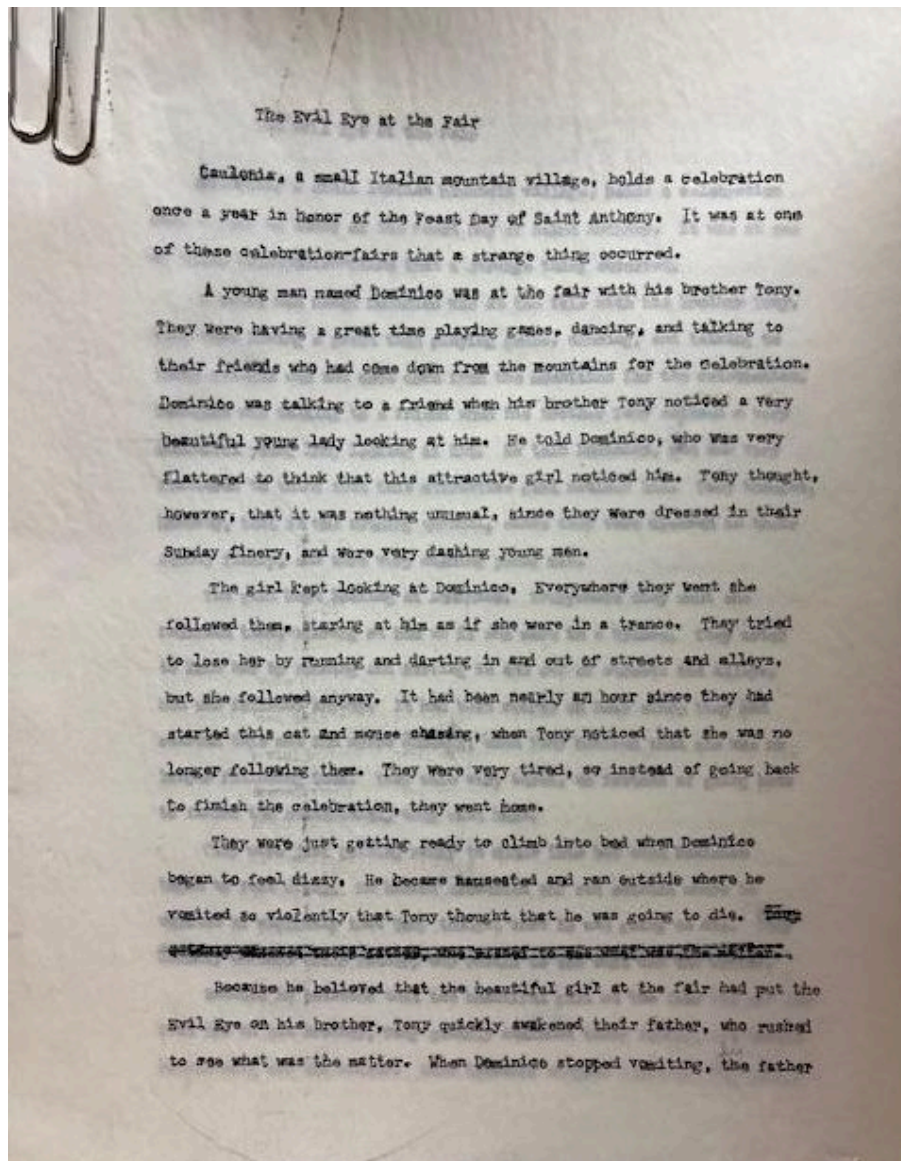 The Evil Eye at the Fair
Caulonia, a small Italian mountain village, holds a celebration
once a year in honor of the Feast Day of Saint Anthony. It was at one
of these celebration-fairs that a strange thing occurred.
A young man named Dominico was at the fair with his brother Tony.
They were having a great time playing games, dancing, and talking to
their friends who had come down from the mountains for the celebration.
Dominico was talking to a friend when his brother Tony noticed a very
beautiful young lady looking at him. He told Dominico, who was very
flattered to think that this attractive girl noticed him. Tony thought,
however, that it was nothing unusual, since they were dressed in their
Sunday finery, and were very dashing young men.
The girl kept looking at Dominico. Everywhere they went she
followed them, staring at him as if she were in a trance. They tried
to lose her by running and darting in and out of streets and alleys,
but she followed anyway. It had been nearly an hour since they had
started this cat and mouse chasing, when Tony noticed that she was no
longer following them. They were very tired, so instead of going back
to finish the celebration, they went home.
They were just getting ready to climb into bed when Dominico
began to feel dizzy. He became nauseated and ran outside where he
vomited so violently that Tony thought that he was going to die. Tony
quickly their father, who rushed to see what was the matter.
Because he believed that the beautiful girl at the fair had put the
Evil Eye on his brother, Tony quickly awakened their father, who rushed
to see what was the matter. When Dominico stopped vomiting, the father